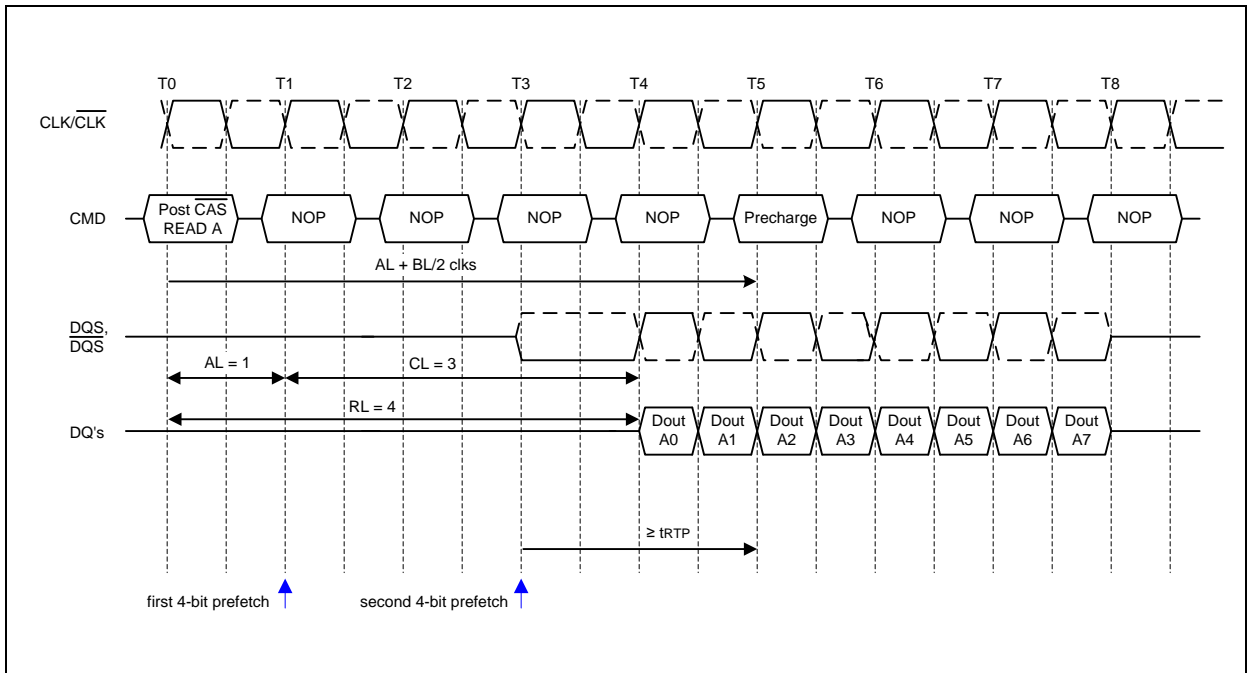 T0 T1 T2 T3 T4 T5 T6 T7 T8
CLK/CLK
CMD
Post CAS
READ A
NOP NOP NOP NOP Precharge NOP NOP NOP
AL + BL/2 clks
DQS,
DQS
AL = 1 CL = 3
RL = 4
DQ's
Dout Dout Dout Dout Dout Dout Dout Dout
A0 A1 A2 A3 A4 A5 A6 A7
≥ tRTP
first 4-bit prefetch second 4-bit prefetch